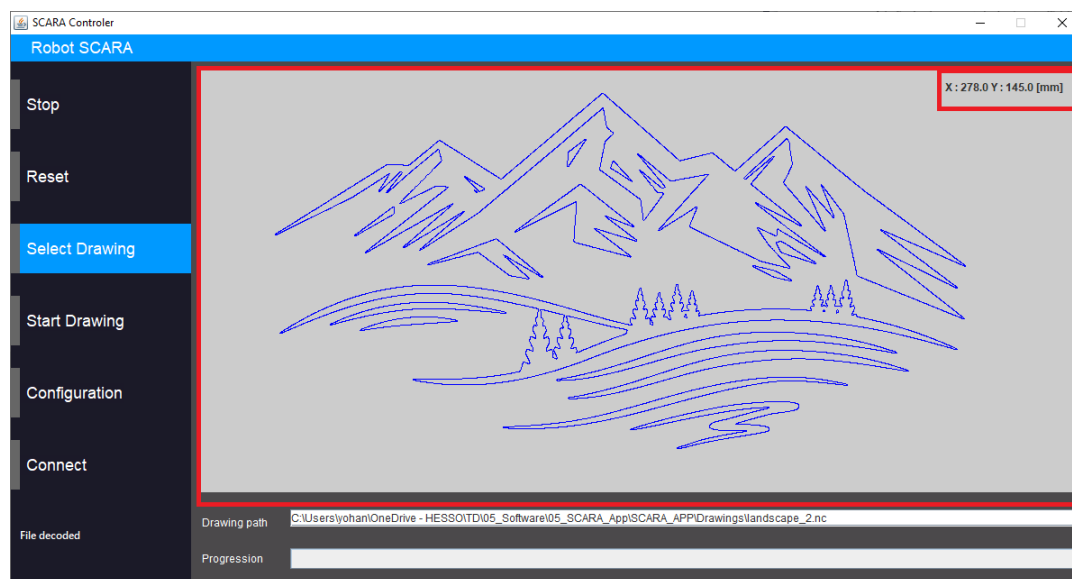 SCARA Controler
Robot SCARA
X : 278.0 Y : 145.0 [mm]
Stop
Reset
Select Drawing
Start Drawing
Configuration
Connect
File decoded
Drawing path C:\Users\yohan\OneDrive - HESSO\TD\05_Software\05_SCARA_App\SCARA_APP\Drawings\landscape_2.nc
Progression